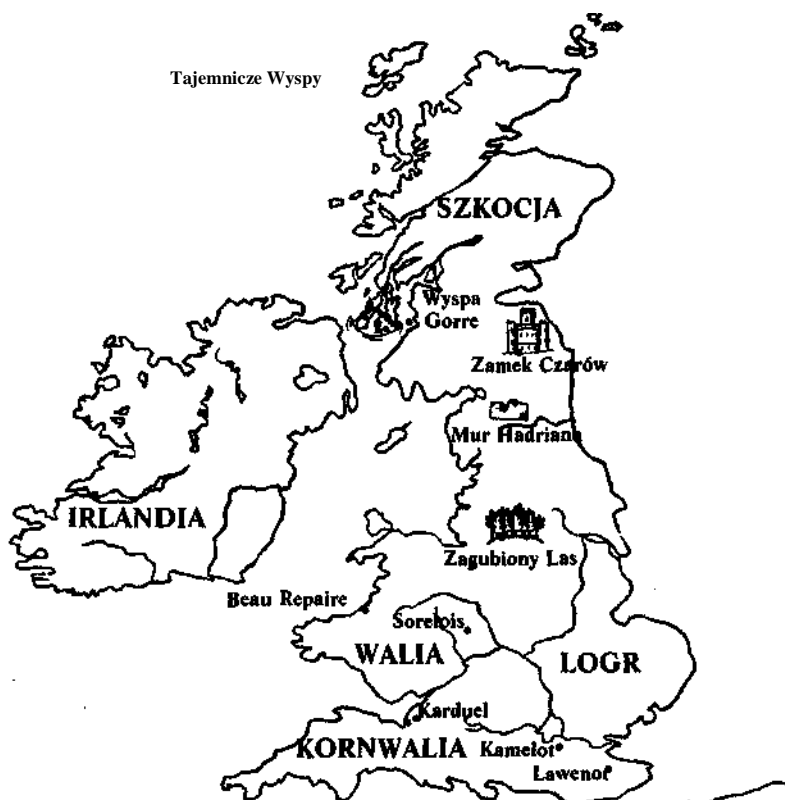 Tajemnicze Wyspy
SZKOCJA
Wyspa
Gorre
Zamek Czarów
Mur Hadriana
IRLANDIA
Zagubiony Las
Beau Repaire
Sorelois
WALIA
LOGR
Karduel
KORNWALIA
Kamelot
Lawenor